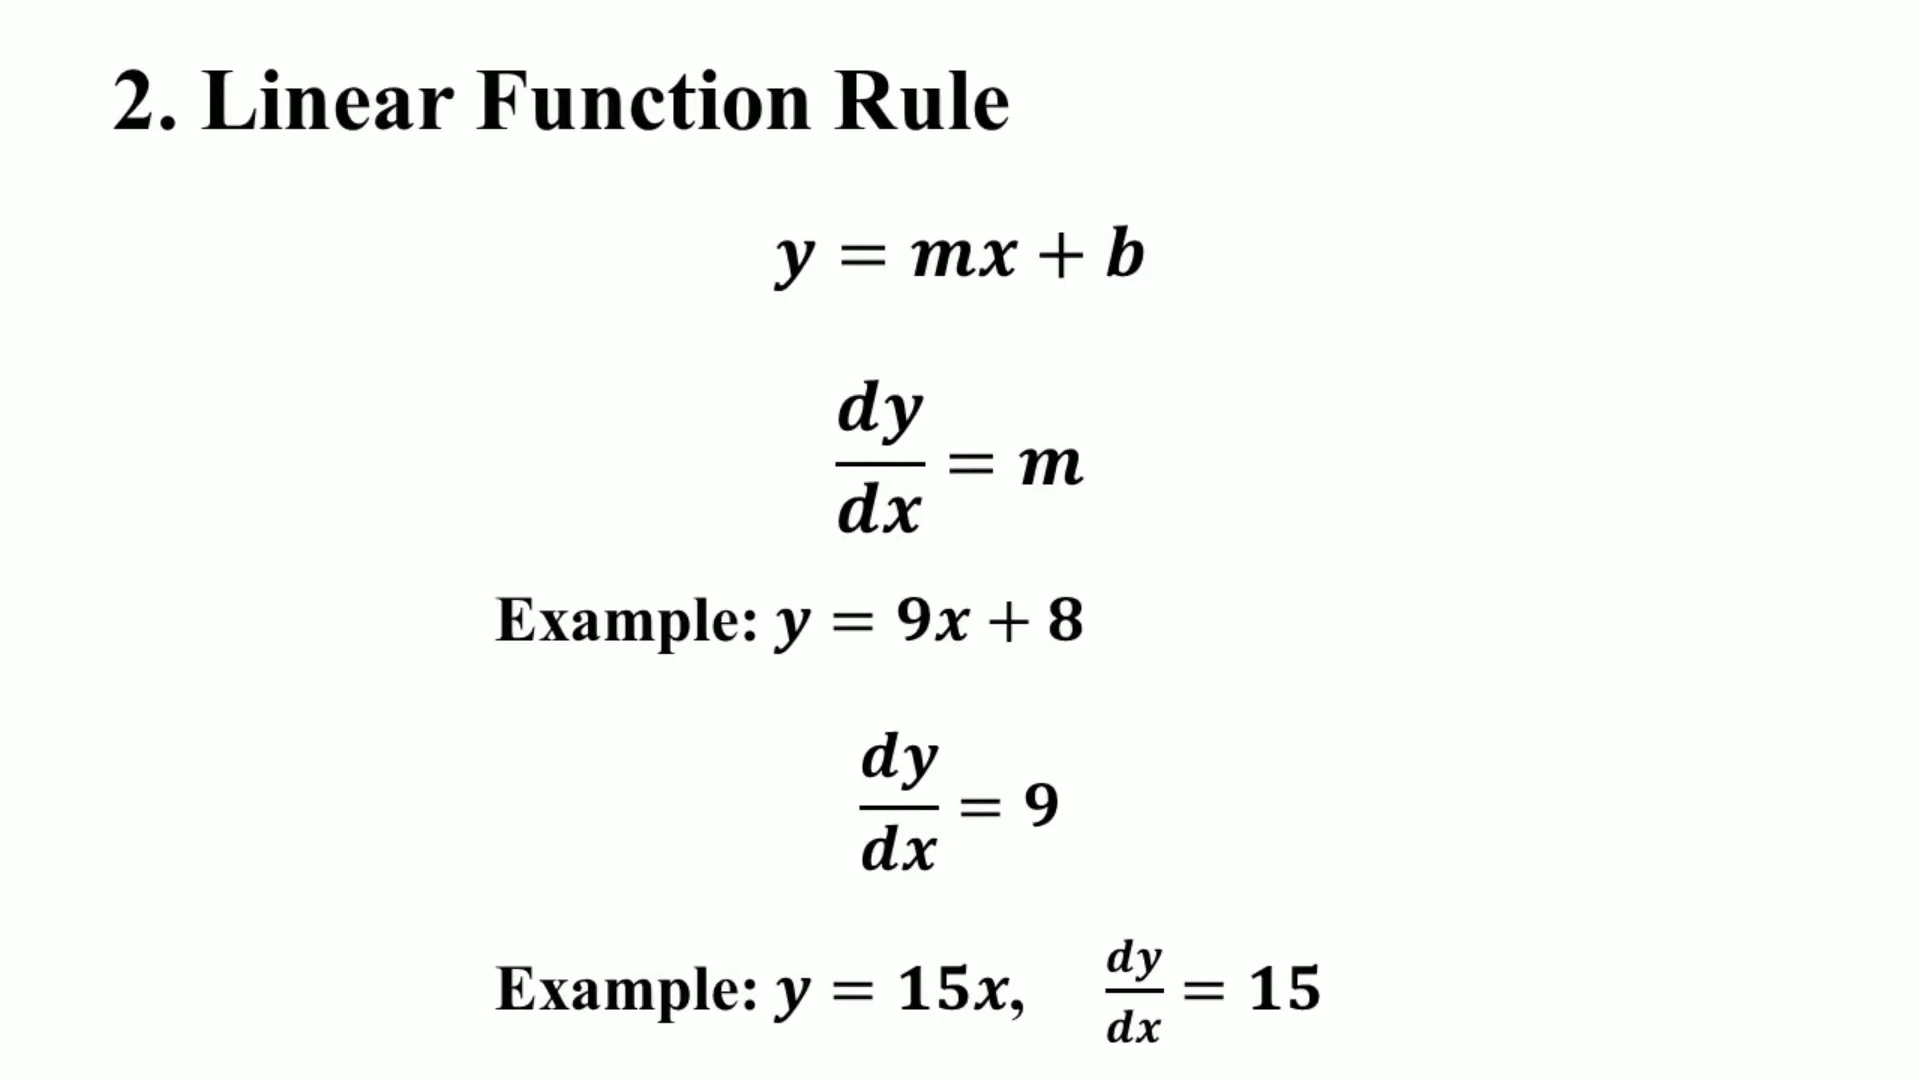 2. Linear Function Rule
y = mx + b
dy/dx = m
Example: y = 9x + 8
dy/dx = 9
Example: y = 15x, dy/dx = 15